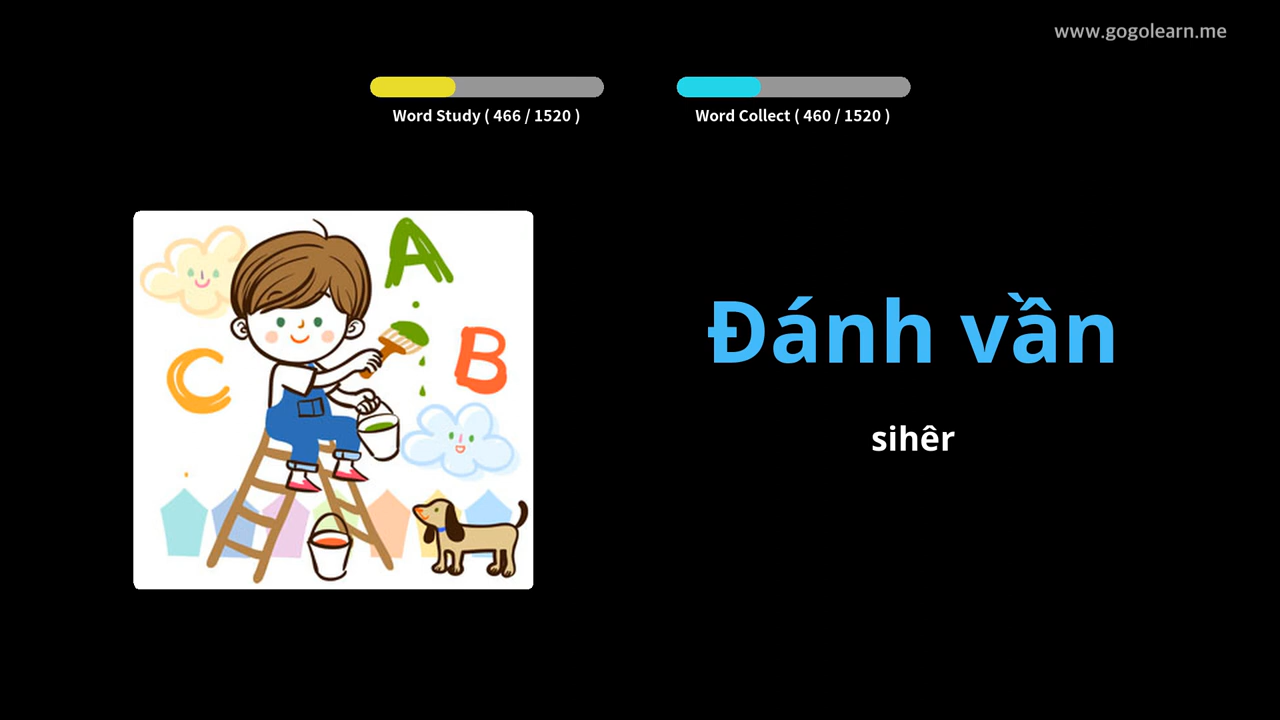 www.gogolearn.me
Word Study ( 466 / 1520 )
Word Collect ( 460 / 1520 )
A
B
C
Đánh vần
sihêr